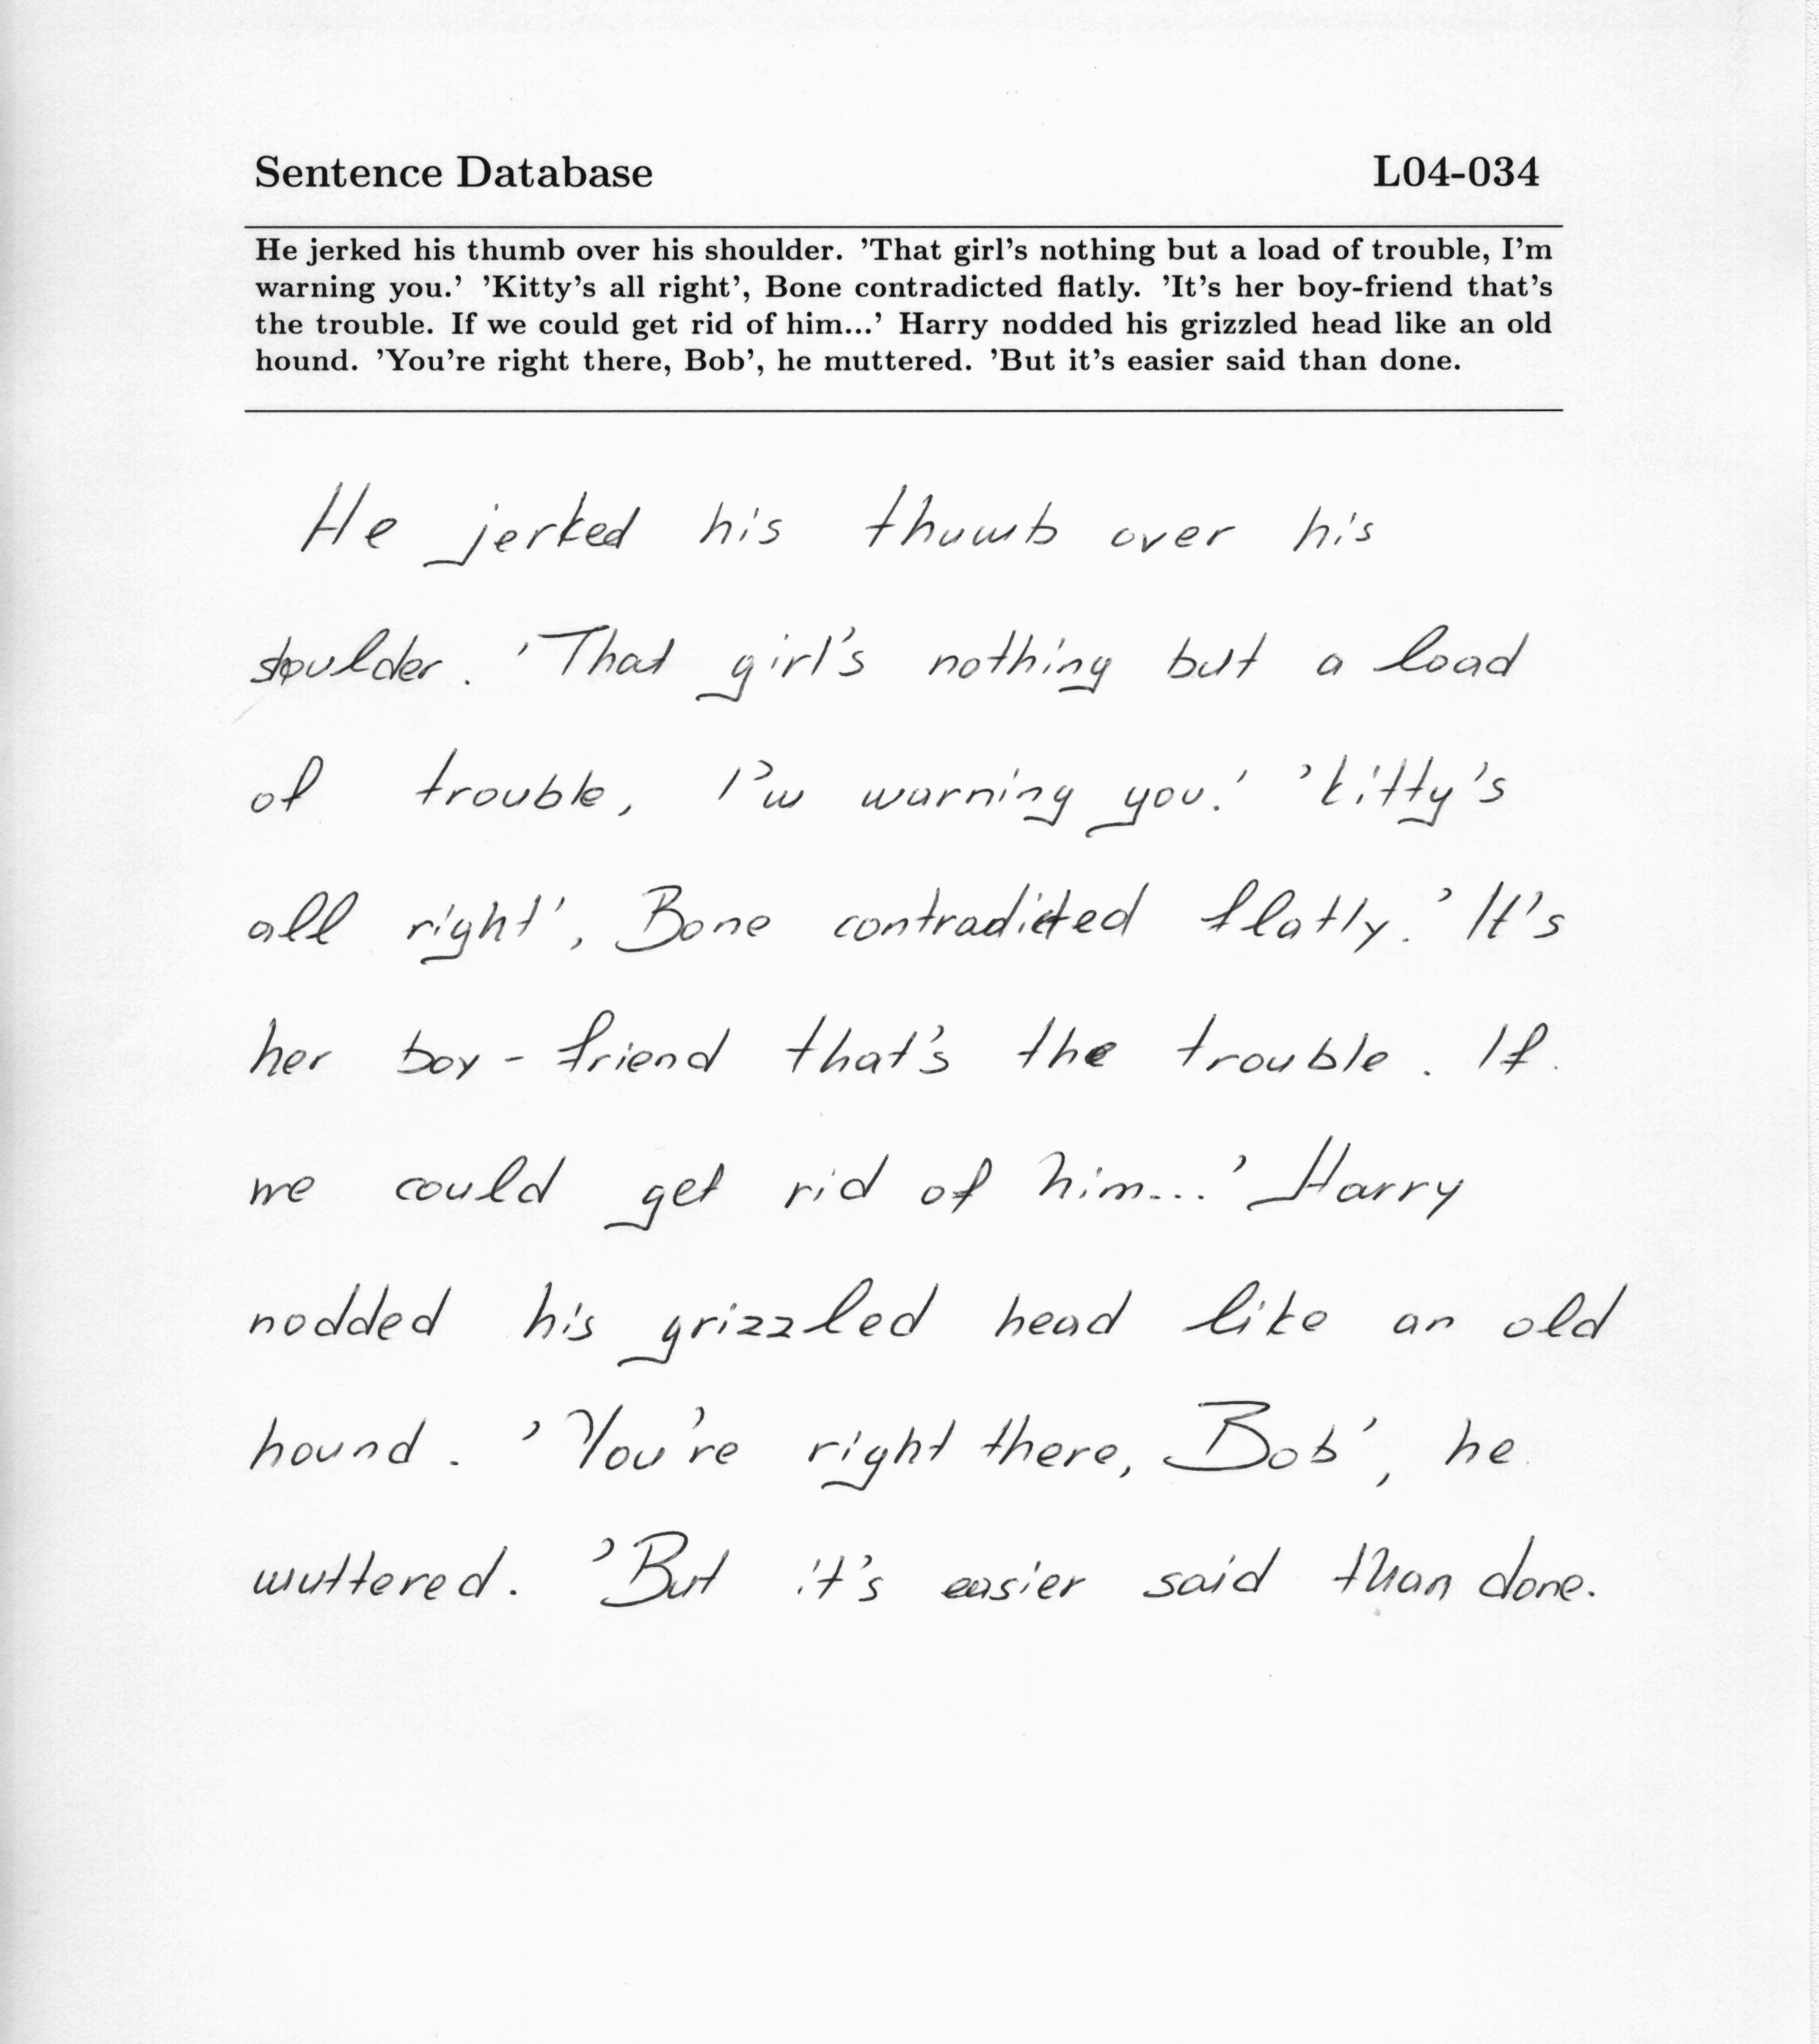 Sentence Database L04-034
He jerked his thumb over his shoulder. 'That girl's nothing but a load of trouble, I'm
warning you.' 'Kitty's all right', Bone contradicted flatly. 'It's her boy-friend that's
the trouble. If we could get rid of him...' Harry nodded his grizzled head like an old
hound. 'You're right there, Bob', he muttered. 'But it's easier said than done.
He jerked his thumb over his
shoulder. 'That girl's nothing but a load
of trouble, I'm warning you.' 'Kitty's
all right', Bone contradicted flatly.' It's
her boy-friend that's the trouble. If
we could get rid of him...' Harry
nodded his grizzled head like an old
hound. 'You're right there, Bob', he
muttered. 'But it's easier said than done.